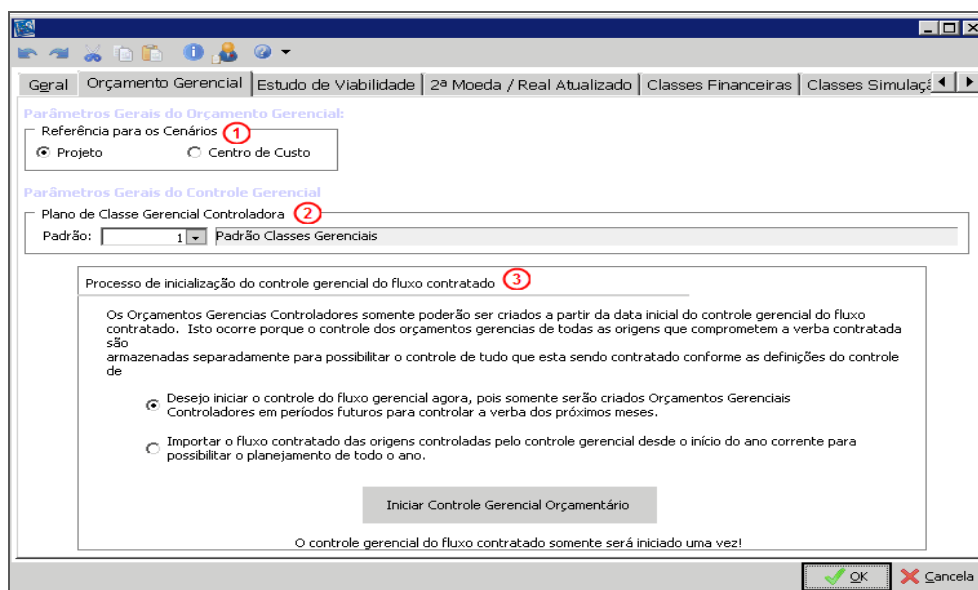 Geral Orçamento Gerencial Estudo de Viabilidade 2ª Moeda / Real Atualizado Classes Financeiras Classes Simulaçã
Parâmetros Gerais do Orçamento Gerencial:
Referência para os Cenários 1
Projeto Centro de Custo
Parâmetros Gerais do Controle Gerencial
Plano de Classe Gerencial Controladora 2
Padrão: 1 Padrão Classes Gerenciais
Processo de inicialização do controle gerencial do fluxo contratado 3
Os Orçamentos Gerencias Controladores somente poderão ser criados a partir da data inicial do controle gerencial do fluxo
contratado. Isto ocorre porque o controle dos orçamentos gerencias de todas as origens que comprometem a verba contratada
são
armazenadas separadamente para possibilitar o controle de tudo que esta sendo contratado conforme as definições do controle
de
Desejo iniciar o controle do fluxo gerencial agora, pois somente serão criados Orçamentos Gerenciais
Controladores em períodos futuros para controlar a verba dos próximos meses.
Importar o fluxo contratado das origens controladas pelo controle gerencial desde o início do ano corrente para
possibilitar o planejamento de todo o ano.
Iniciar Controle Gerencial Orçamentário
O controle gerencial do fluxo contratado somente será iniciado uma vez!
OK Cancela